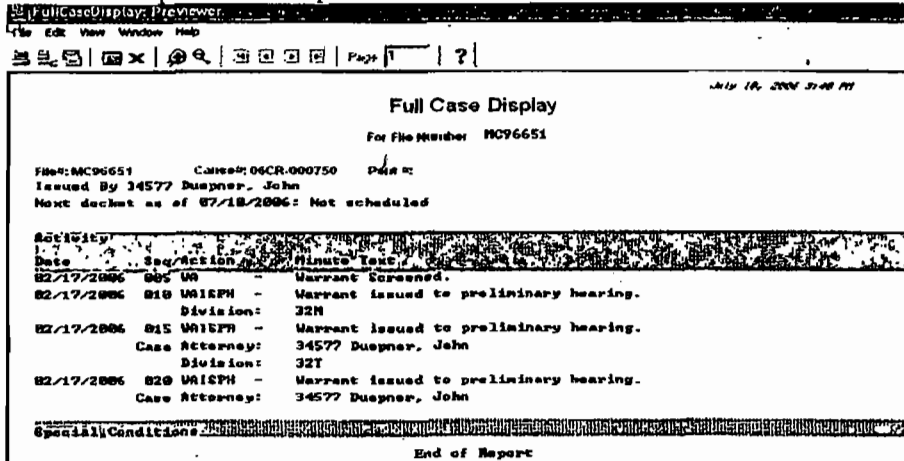 FullCaseDisplay: Previewer
File Edit View Window Help
Page 1 ?
July 18, 2006 3:40 PM
Full Case Display
For File Number MC96651
File#: MC96651 Cause#: 06CR-000750
Issued By 34577 Duepner, John
Next docket as of 07/18/2006: Not scheduled
Activity
Date Seq/Action Minute Text
02/17/2006 005 WA - Warrant Screened.
02/17/2006 010 WAISPH - Warrant issued to preliminary hearing.
Division: 32M
02/17/2006 015 WAISPH - Warrant issued to preliminary hearing.
Case Attorney: 34577 Duepner, John
Division: 32T
02/17/2006 020 WAISPH - Warrant issued to preliminary hearing.
Case Attorney: 34577 Duepner, John
Special Conditions
End of Report